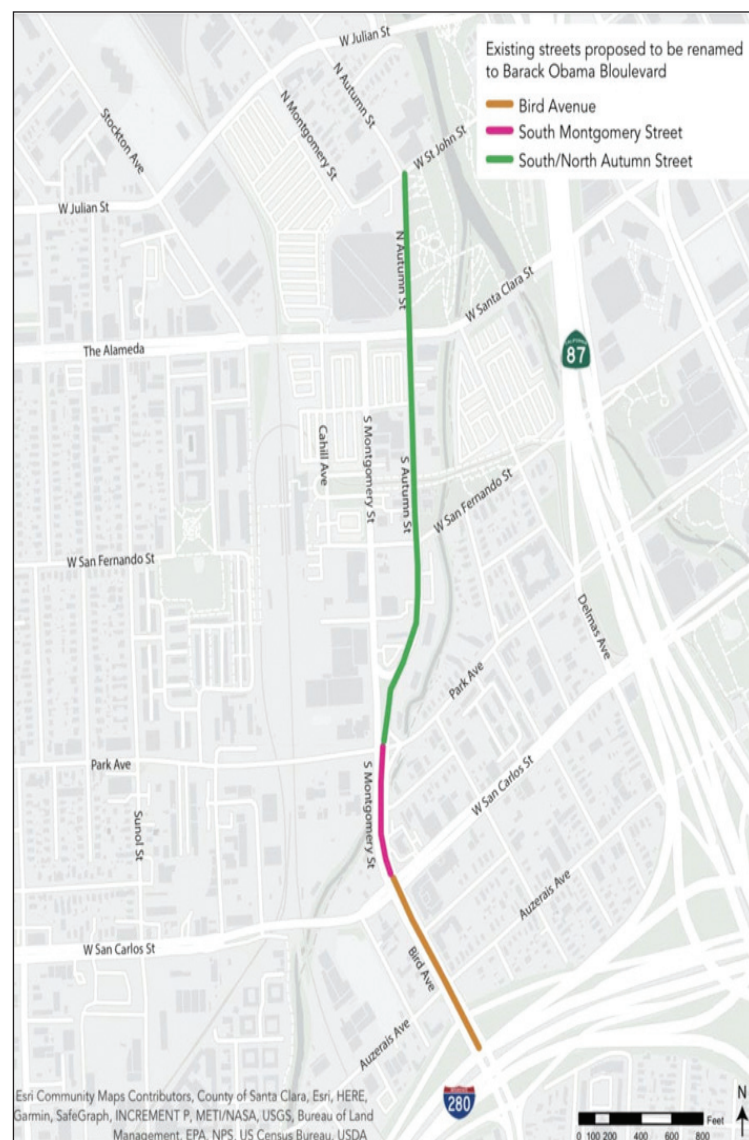 Existing streets proposed to be renamed
to Barack Obama Bloulevard
Bird Avenue
South Montgomery Street
South/North Autumn Street
W Julian St
N Autumn St
N Montgomery St
Stockton Ave
W St John St
W Julian St
N Autumn St
W Santa Clara St
The Alameda
CALIFORNIA
87
S Montgomery St
Cahill Ave
S Autumn St
W San Fernando St
W San Fernando St
Delmas Ave
Park Ave
Park Ave
S Montgomery St
W San Carlos St
Sunol St
Auzerais Ave
W San Carlos St
Bird Ave
Auzerais Ave
280
Esri Community Maps Contributors, County of Santa Clara, Esri, HERE,
Garmin, SafeGraph, INCREMENT P, METI/NASA, USGS, Bureau of Land
Management, EPA, NPS, US Census Bureau, USDA
N
Feet
0 100 200 400 600 800